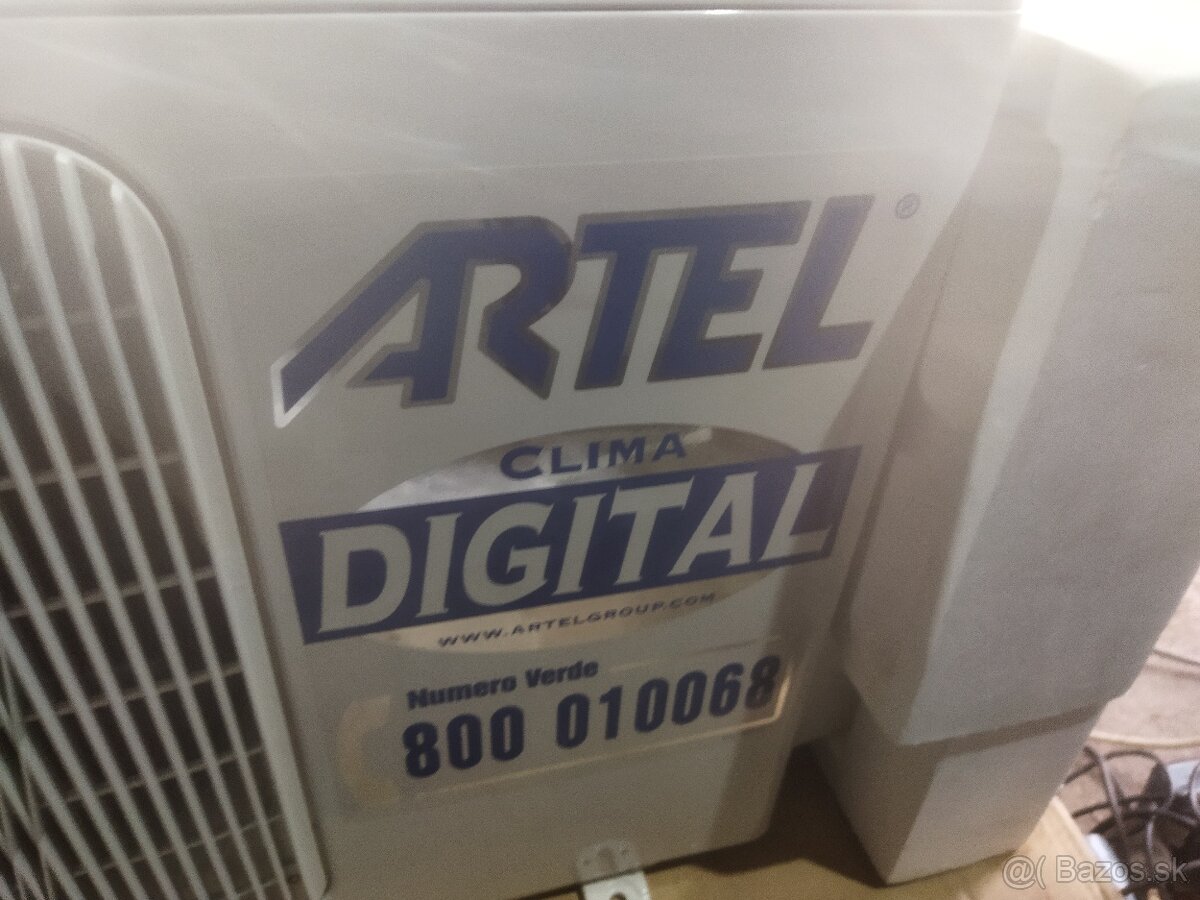 ARTEL®
CLIMA
DIGITAL
WWW.ARTELGROUP.COM
Numero Verde
800 010068
@( Bazos.sk